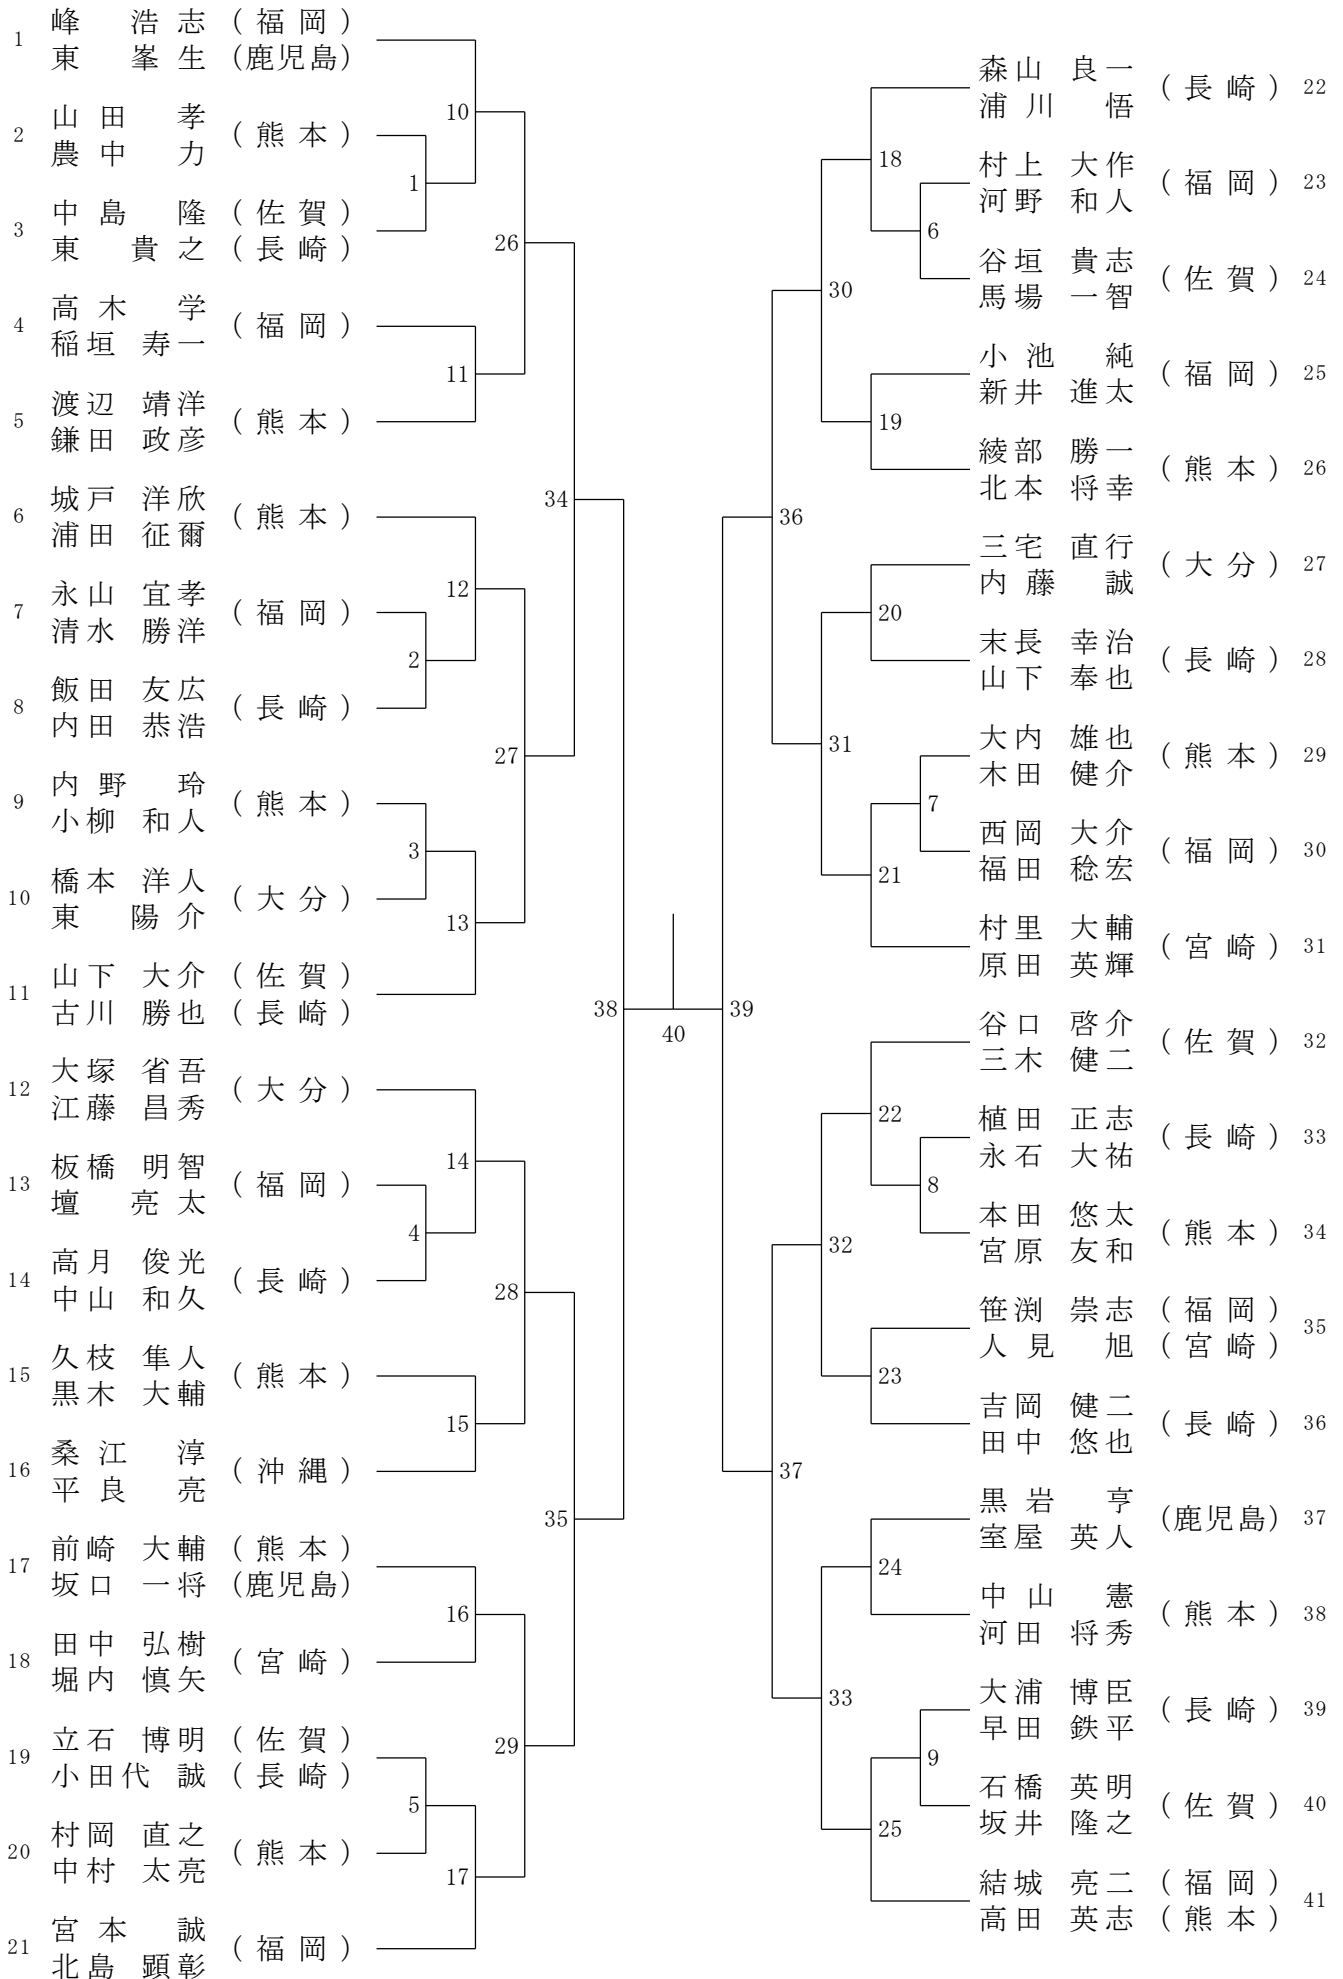 1 峰 浩志 (福岡)
東 峯生 (鹿児島)
2 山田 孝 (熊本)
農中 力
3 中島 隆 (佐賀)
東 貴之 (長崎)
4 高木 学 (福岡)
稲垣 寿一
5 渡辺 靖洋 (熊本)
鎌田 政彦
6 城戸 洋欣 (熊本)
浦田 征爾
7 永山 宜孝 (福岡)
清水 勝洋
8 飯田 友広 (長崎)
内田 恭浩
9 内野 玲 (熊本)
小柳 和人
10 橋本 洋人 (大分)
東 陽介
11 山下 大介 (佐賀)
古川 勝也 (長崎)
12 大塚 省吾 (大分)
江藤 昌秀
13 板橋 明智 (福岡)
壇 亮太
14 高月 俊光 (長崎)
中山 和久
15 久枝 隼人 (熊本)
黒木 大輔
16 桑江 淳 (沖縄)
平良 亮
17 前崎 大輔 (熊本)
坂口 一将 (鹿児島)
18 田中 弘樹 (宮崎)
堀内 慎矢
19 立石 博明 (佐賀)
小田代 誠 (長崎)
20 村岡 直之 (熊本)
中村 太亮
21 宮本 誠 (福岡)
北島 顕彰
10
1
26
11
34
12
2
27
3
13
38
14
4
28
15
35
16
29
5
17
40
39
18
6
30
19
36
20
31
7
21
22
8
32
23
37
24
33
9
25
森山 良一 (長崎) 22
浦川 悟
村上 大作 (福岡) 23
河野 和人
谷垣 貴志 (佐賀) 24
馬場 一智
小池 純 (福岡) 25
新井 進太
綾部 勝一 (熊本) 26
北本 将幸
三宅 直行 (大分) 27
内藤 誠
末長 幸治 (長崎) 28
山下 奉也
大内 雄也 (熊本) 29
木田 健介
西岡 大介 (福岡) 30
福田 稔宏
村里 大輔 (宮崎) 31
原田 英輝
谷口 啓介 (佐賀) 32
三木 健二
植田 正志 (長崎) 33
永石 大祐
本田 悠太 (熊本) 34
宮原 友和
笹渕 崇志 (福岡) 35
人見 旭 (宮崎)
吉岡 健二 (長崎) 36
田中 悠也
黒岩 亨 (鹿児島) 37
室屋 英人
中山 憲 (熊本) 38
河田 将秀
大浦 博臣 (長崎) 39
早田 鉄平
石橋 英明 (佐賀) 40
坂井 隆之
結城 亮二 (福岡) 41
高田 英志 (熊本)